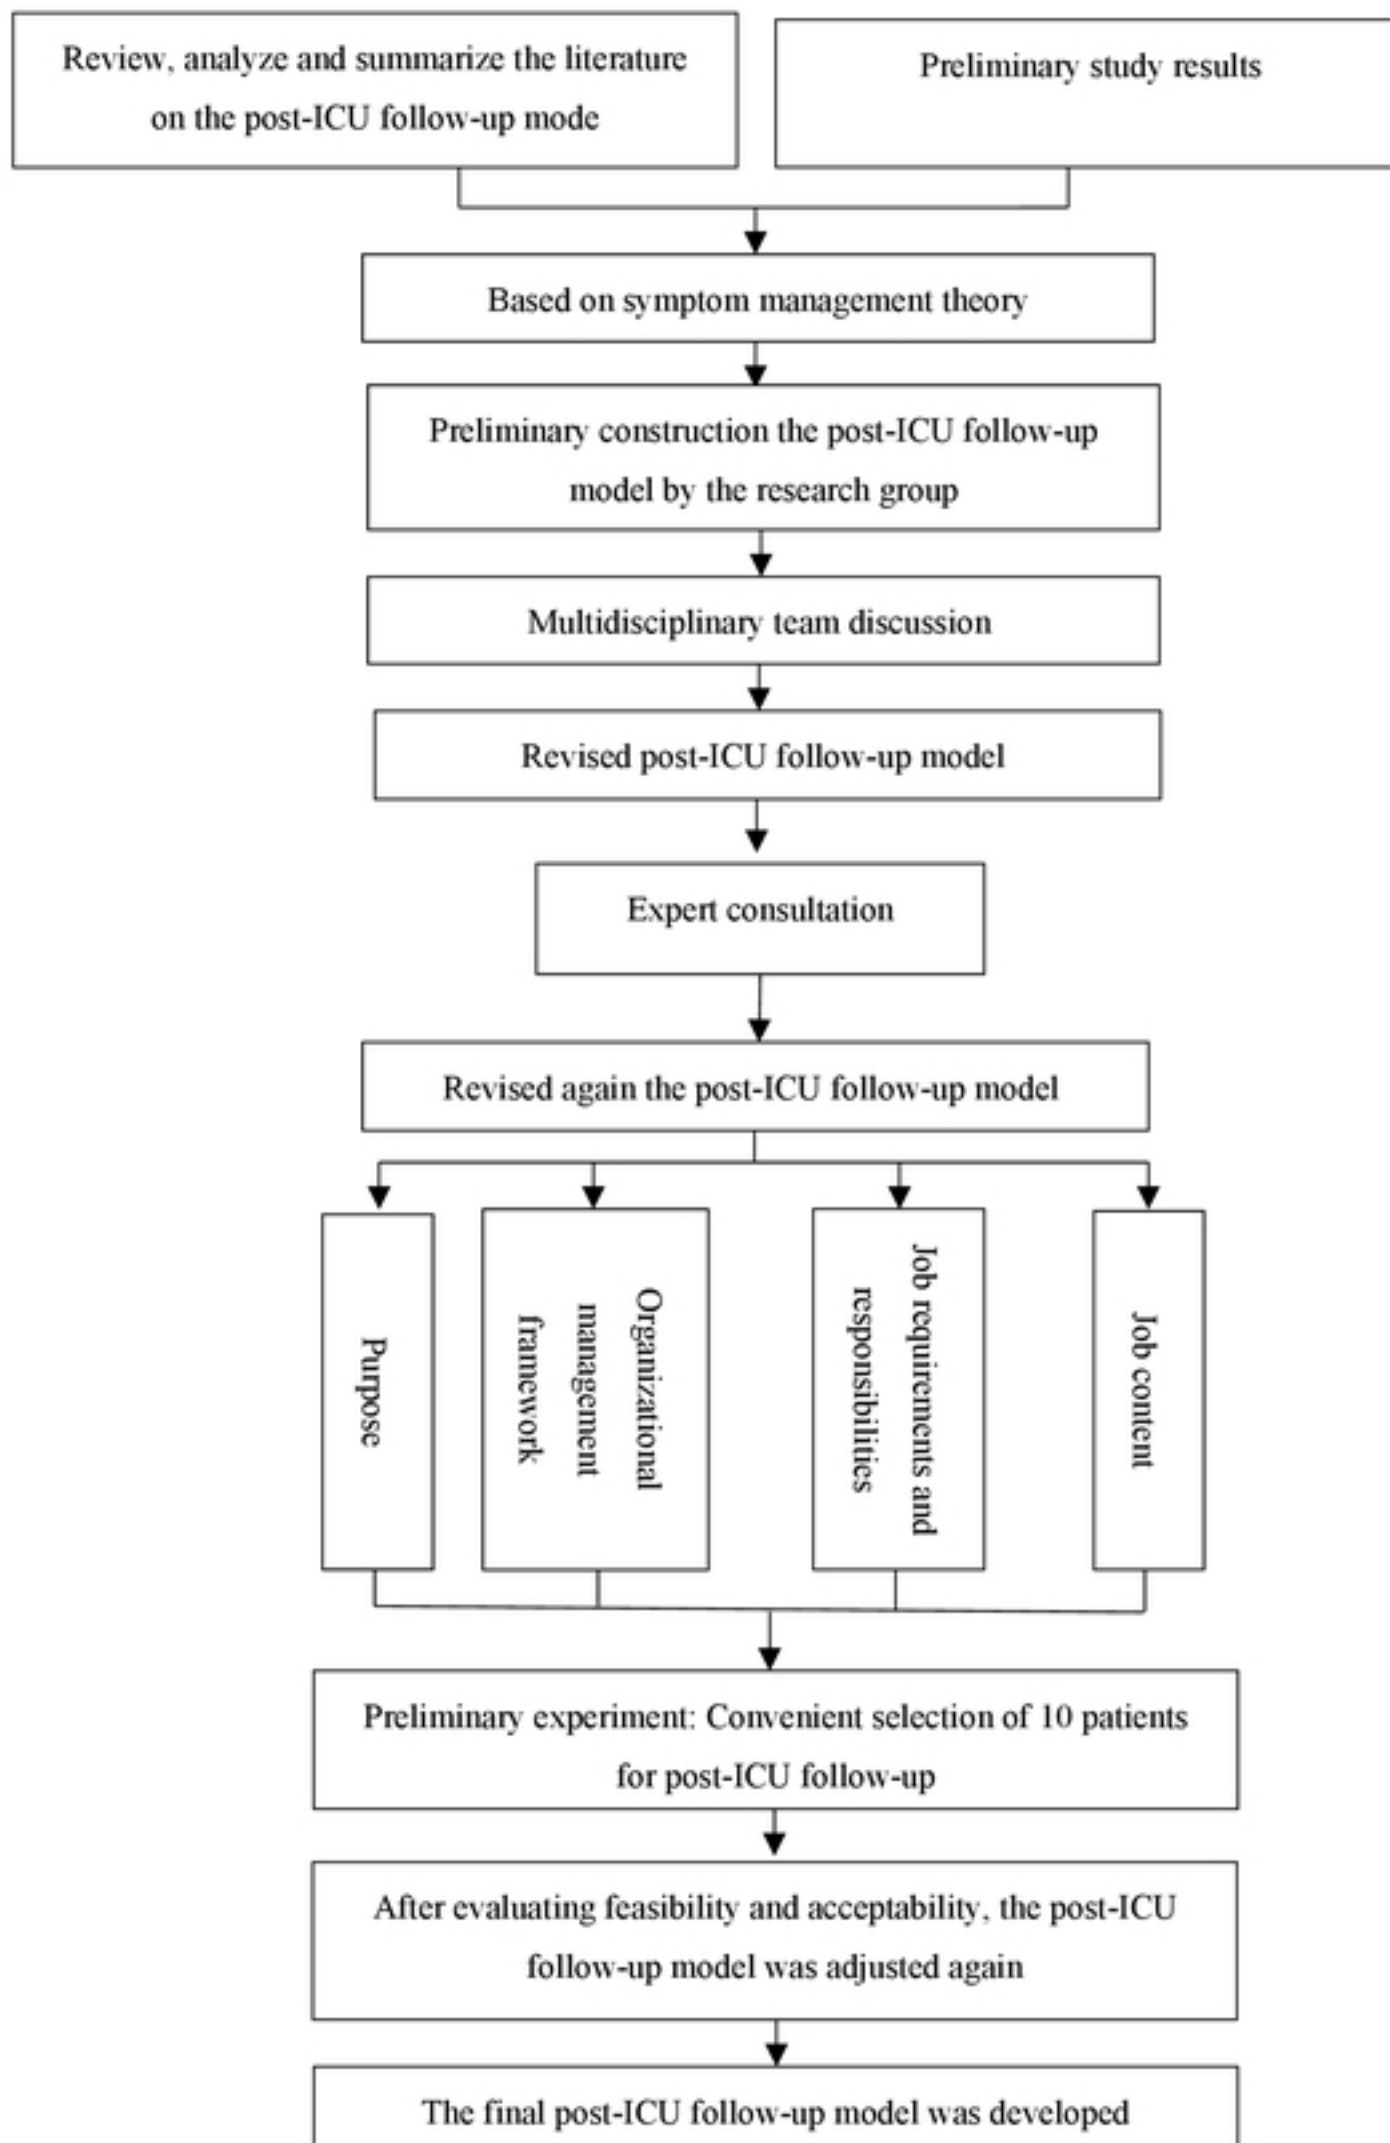 Review, analyze and summarize the literature
on the post-ICU follow-up mode
Preliminary study results
Based on symptom management theory
Preliminary construction the post-ICU follow-up
model by the research group
Multidisciplinary team discussion
Revised post-ICU follow-up model
Expert consultation
Revised again the post-ICU follow-up model
Purpose
Organizational
management
framework
Job requirements and
responsibilities
Job content
Preliminary experiment: Convenient selection of 10 patients
for post-ICU follow-up
After evaluating feasibility and acceptability, the post-ICU
follow-up model was adjusted again
The final post-ICU follow-up model was developed